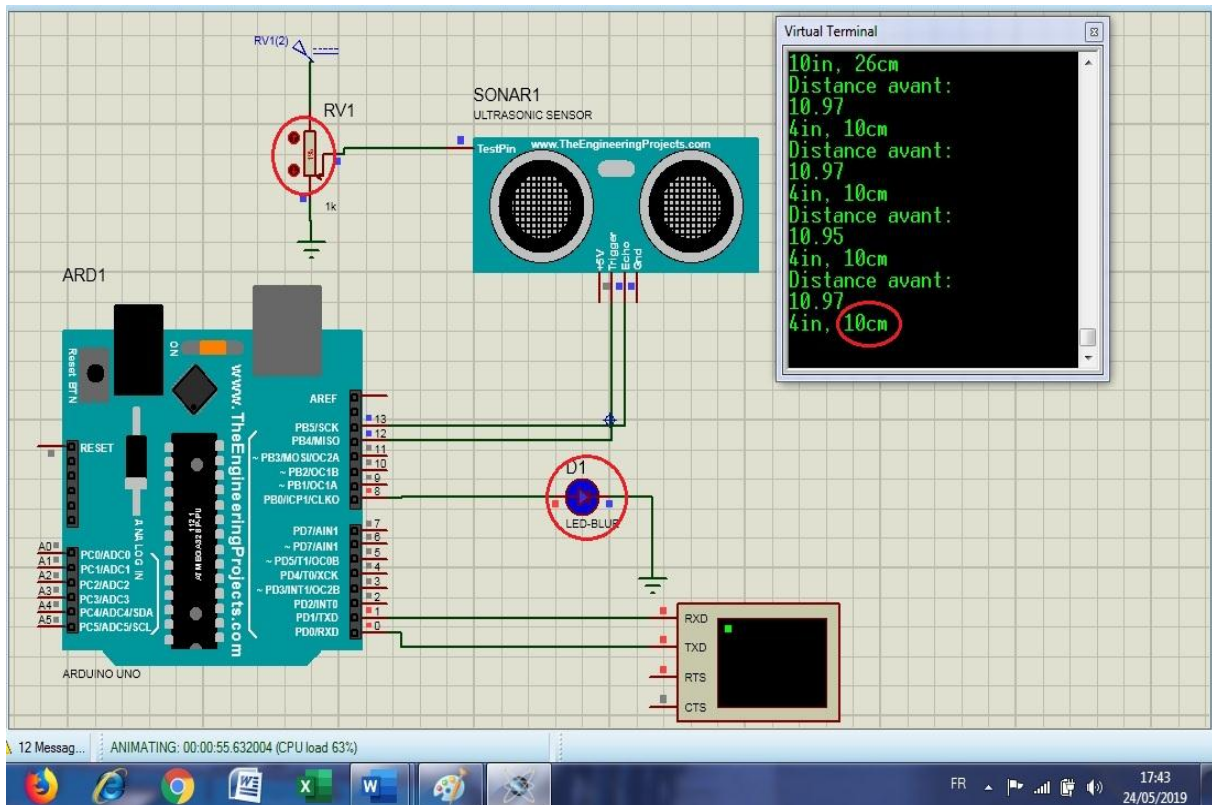 RV1(2)
RV1
1k
SONAR1
ULTRASONIC SENSOR
TestPin
www.TheEngineeringProjects.com
+5V
Trigger
Echo
Gnd
Virtual Terminal
10in, 26cm
Distance avant:
10.97
4in, 10cm
Distance avant:
10.97
4in, 10cm
Distance avant:
10.95
4in, 10cm
Distance avant:
10.97
4in, 10cm
ARD1
Reset BTN
ON
www.TheEngineeringProjects.com
RESET
ANALOG IN
AREF
PB5/SCK 13
PB4/MISO 12
~ PB3/MOSI/OC2A 11
~ PB2/OC1B 10
~ PB1/OC1A 9
PB0/ICP1/CLKO 8
PD7/AIN1 7
~ PD7/AIN1 6
~ PD5/T1/OC0B 5
PD4/T0/XCK 4
~ PD3/INT1/OC2B 3
PD2/INT0 2
PD1/TXD 1
PD0/RXD 0
A0 PC0/ADC0
A1 PC1/ADC1
A2 PC2/ADC2
A3 PC3/ADC3
A4 PC4/ADC4/SDA
A5 PC5/ADC5/SCL
ARDUINO UNO
D1
LED-BLUE
RXD
TXD
RTS
CTS
12 Messag...
ANIMATING: 00:00:55.632004 (CPU load 63%)
FR
17:43
24/05/2019